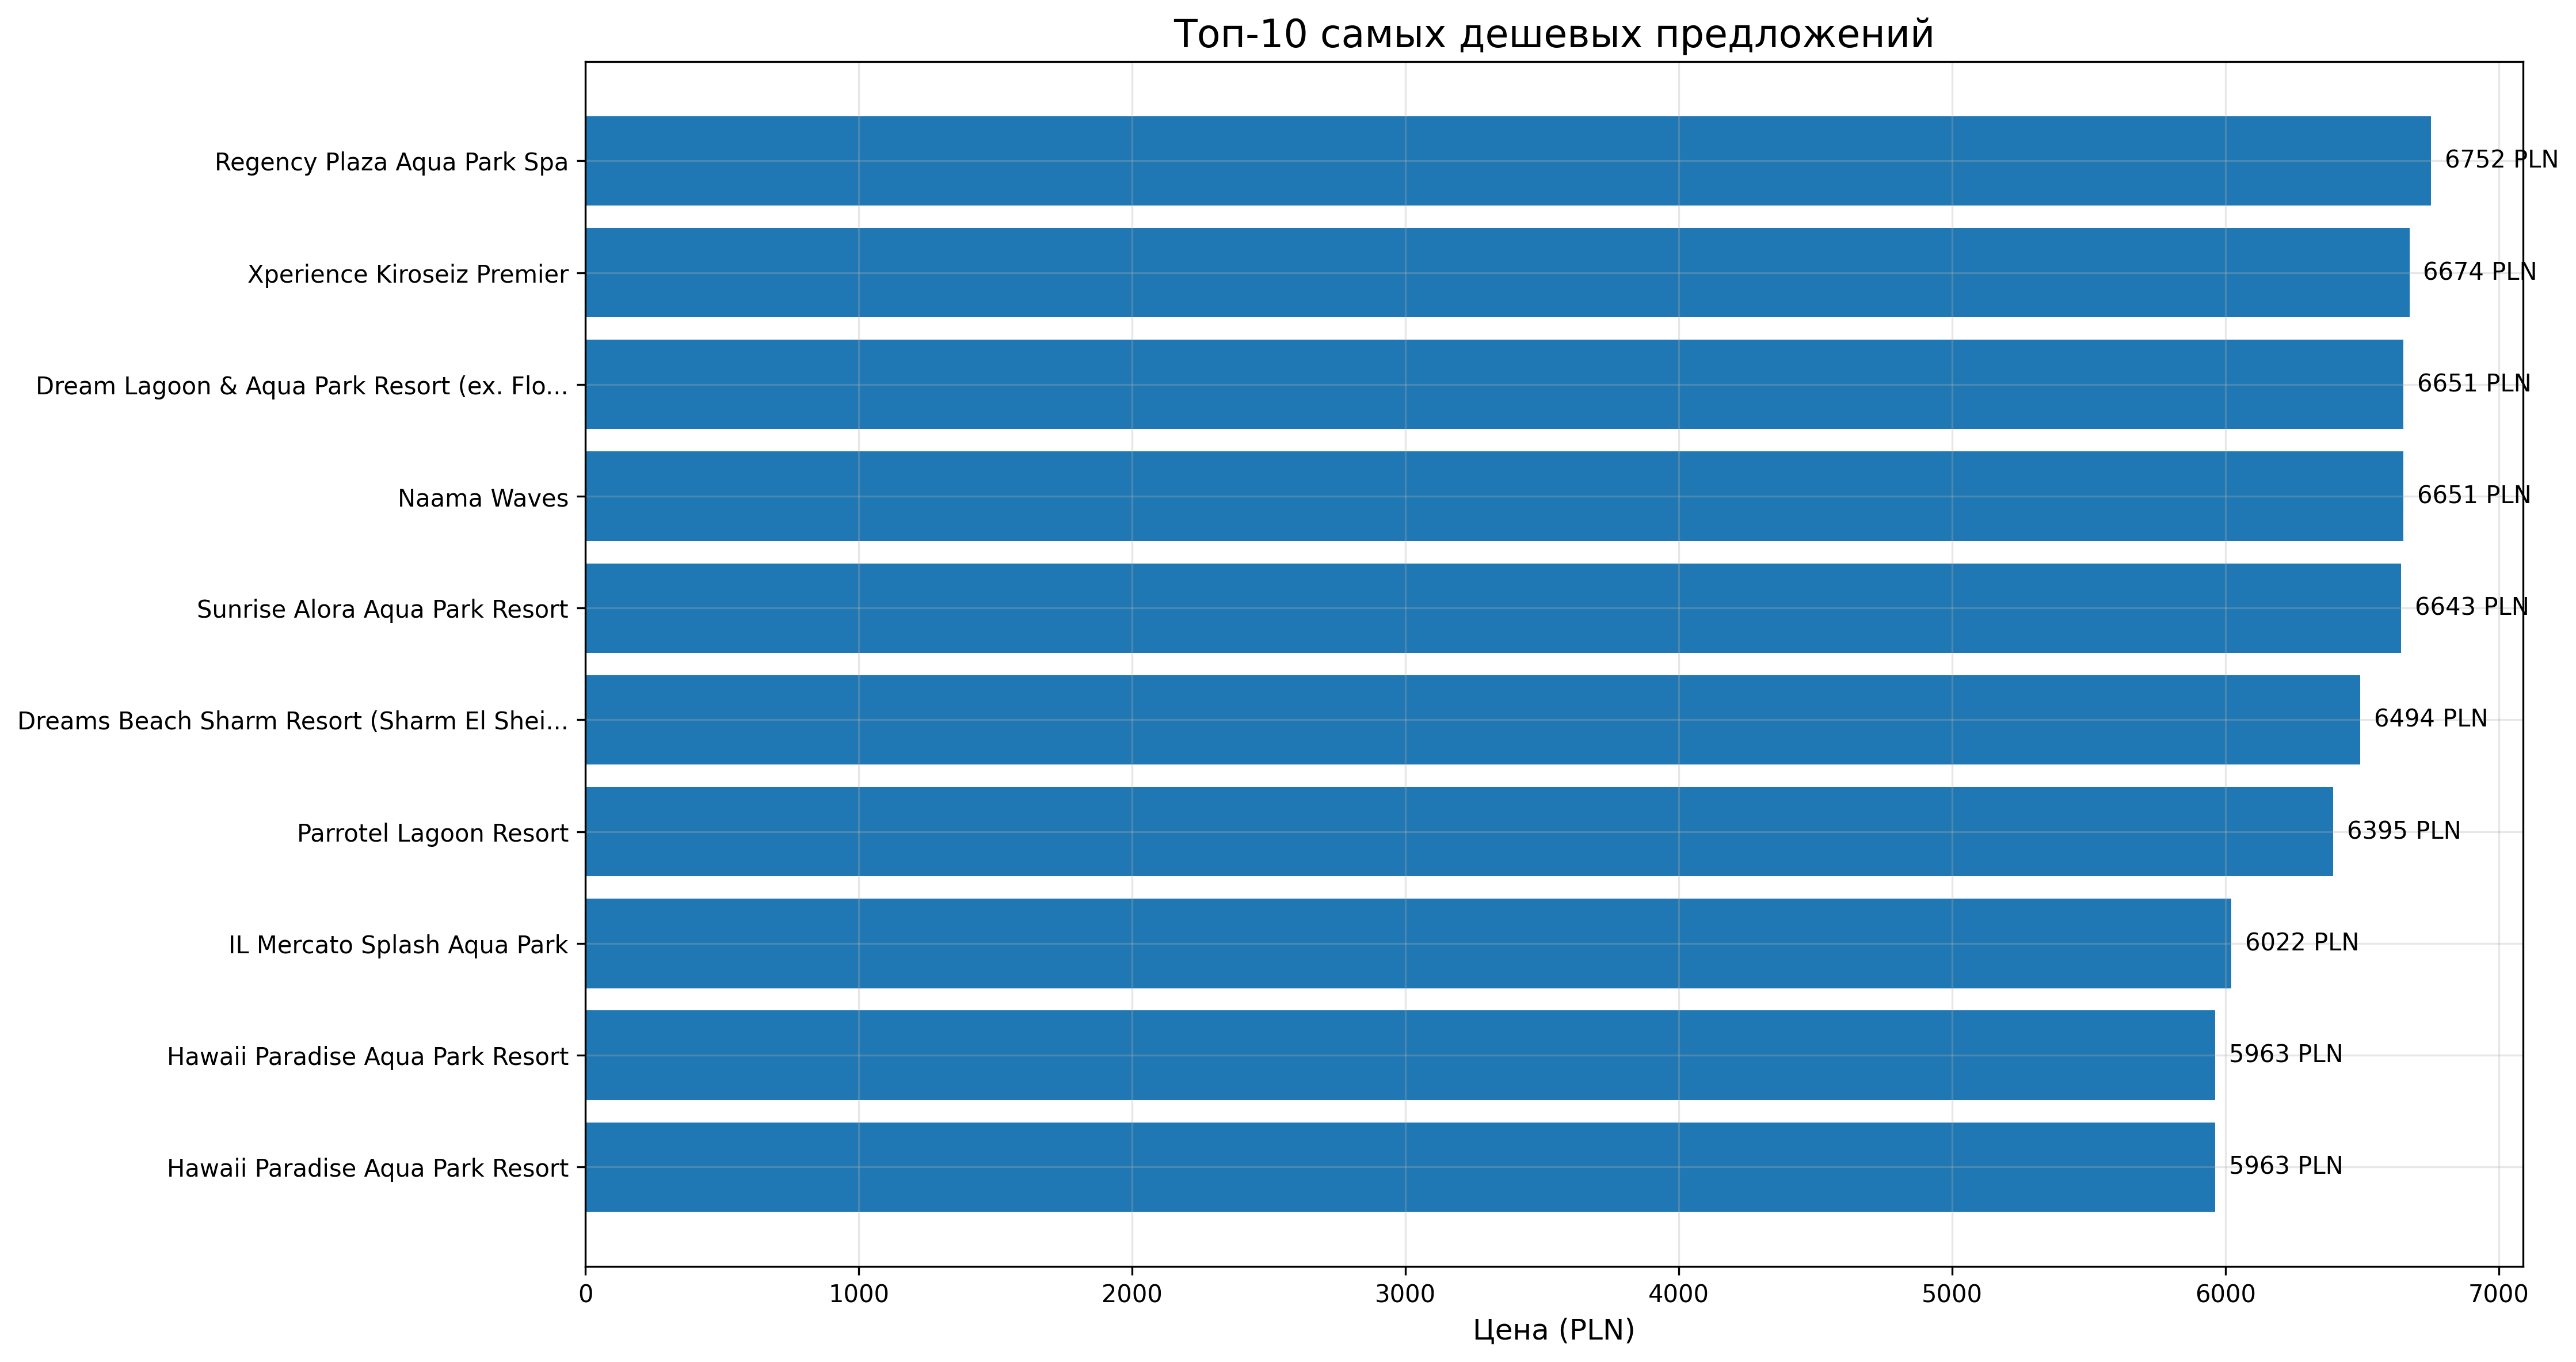 Топ-10 самых дешевых предложений
Regency Plaza Aqua Park Spa
6752 PLN
Xperience Kiroseiz Premier
6674 PLN
Dream Lagoon & Aqua Park Resort (ex. Flo...
6651 PLN
Naama Waves
6651 PLN
Sunrise Alora Aqua Park Resort
6643 PLN
Dreams Beach Sharm Resort (Sharm El Shei...
6494 PLN
Parrotel Lagoon Resort
6395 PLN
IL Mercato Splash Aqua Park
6022 PLN
Hawaii Paradise Aqua Park Resort
5963 PLN
Hawaii Paradise Aqua Park Resort
5963 PLN
0 1000 2000 3000 4000 5000 6000 7000
Цена (PLN)